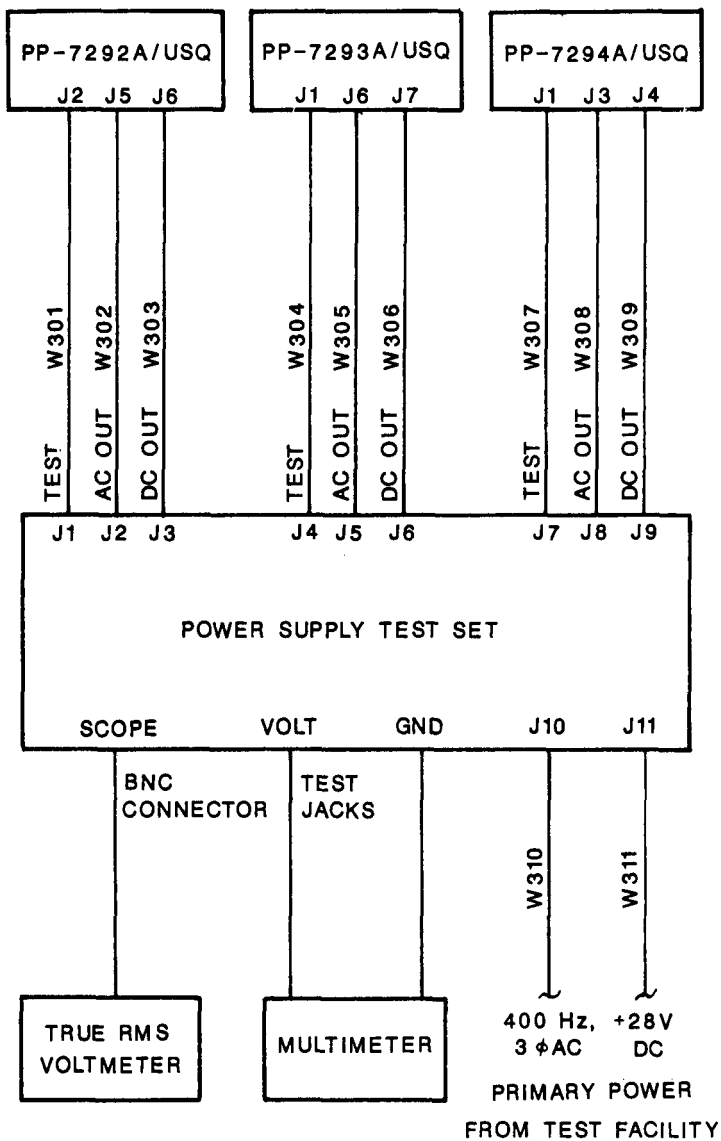 PP-7292A/USQ
J2 J5 J6
PP-7293A/USQ
J1 J6 J7
PP-7294A/USQ
J1 J3 J4
TEST W301
AC OUT W302
DC OUT W303
TEST W304
AC OUT W305
DC OUT W306
TEST W307
AC OUT W308
DC OUT W309
J1 J2 J3
J4 J5 J6
J7 J8 J9
POWER SUPPLY TEST SET
SCOPE VOLT GND J10 J11
BNC
CONNECTOR
TEST
JACKS
W310
W311
TRUE RMS
VOLTMETER
MULTIMETER
400 Hz,
3 ϕ AC
+28V
DC
PRIMARY POWER
FROM TEST FACILITY